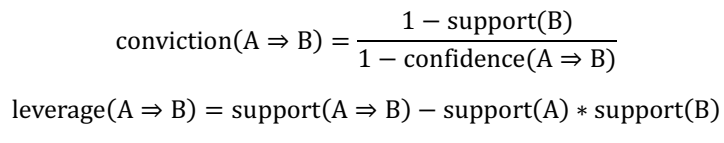 conviction(A ⇒ B) = 1 − support(B) / 1 − confidence(A ⇒ B)
leverage(A ⇒ B) = support(A ⇒ B) − support(A) ∗ support(B)